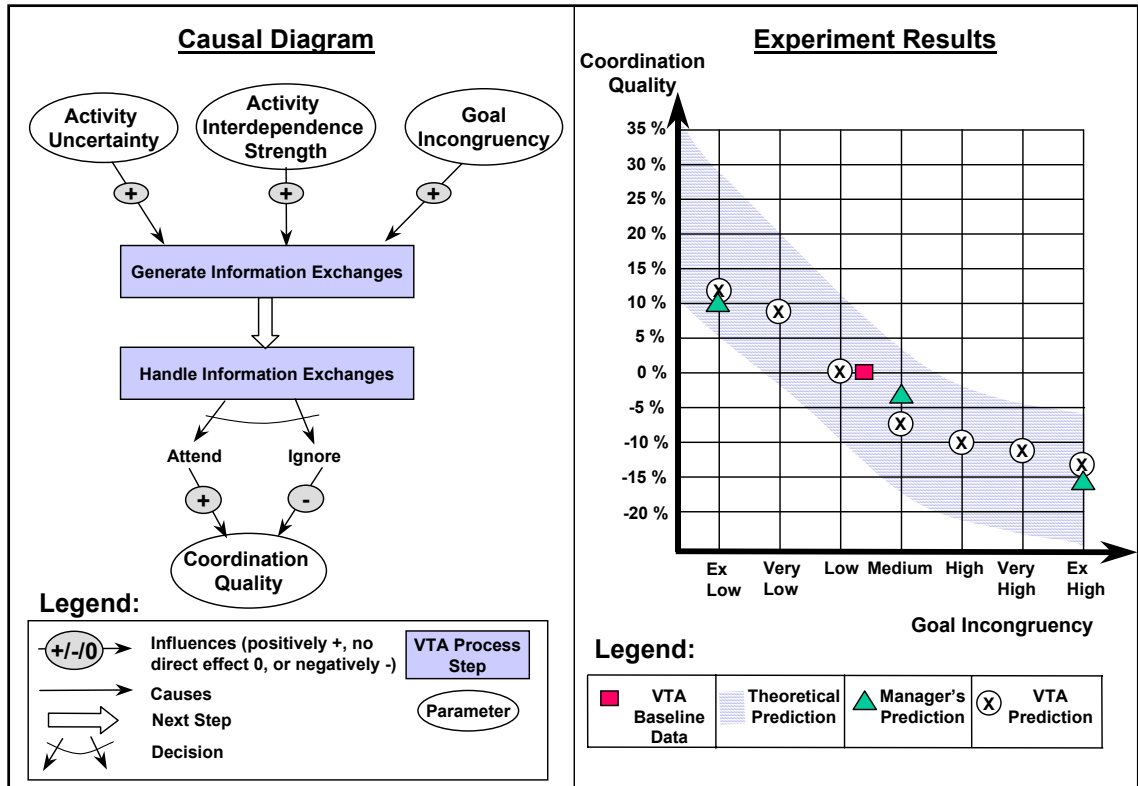 Causal Diagram
Activity
Uncertainty
Activity
Interdependence
Strength
Goal
Incongruency
+
+
+
Generate Information Exchanges
Handle Information Exchanges
Attend
Ignore
+
-
Coordination
Quality
Legend:
+/-/0
Influences (positively +, no
direct effect 0, or negatively -)
Causes
Next Step
Decision
VTA Process
Step
Parameter
Experiment Results
Coordination
Quality
35 %
30 %
25 %
20 %
15 %
10 %
5 %
0 %
-5 %
-10 %
-15 %
-20 %
X
X
X
X
X
X
X
Ex
Low
Very
Low
Low
Medium
High
Very
High
Ex
High
Goal Incongruency
Legend:
VTA
Baseline
Data
Theoretical
Prediction
Manager's
Prediction
X
VTA
Prediction